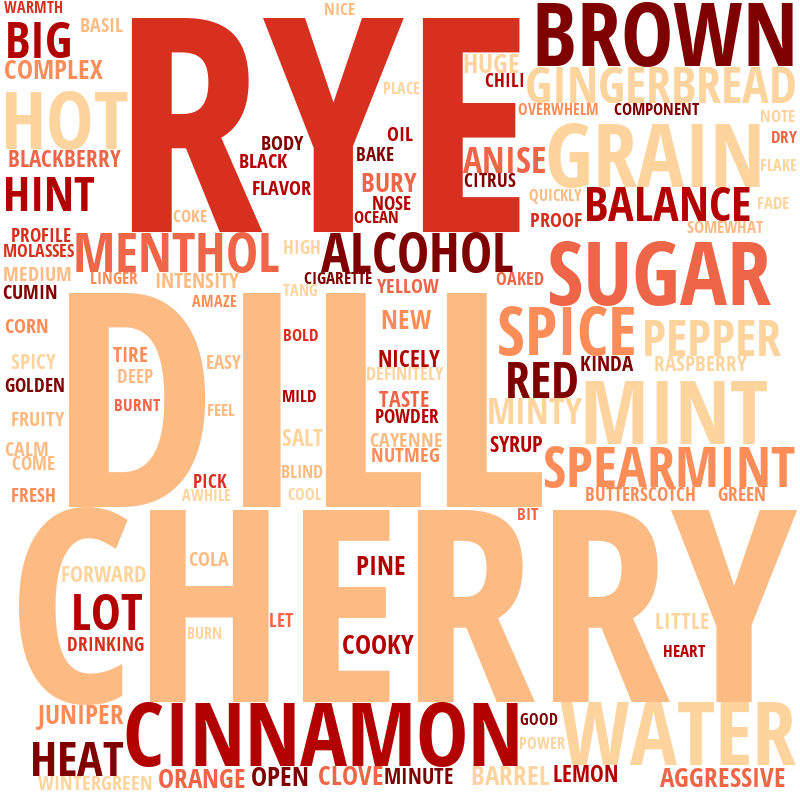 WARMTH
NICE
BASIL
BROWN
BIG
RYE
HUGE
COMPLEX
CHILI
GINGERBREAD
PLACE
HOT
OVERWHELM
COMPONENT
NOTE
GRAIN
DRY
OIL
BODY
BAKE
BLACKBERRY
BLACK
ANISE
FLAKE
CITRUS
BURY
HINT
FLAVOR
QUICKLY
BALANCE
NOSE
FADE
COKE
OCEAN
PROOF
SOMEWHAT
PROFILE
MOLASSES
MENTHOL
HIGH
ALCOHOL
SUGAR
MEDIUM
LINGER
INTENSITY
CIGARETTE
OAKED
CUMIN
TANG
YELLOW
AMAZE
DILL
CORN
BOLD
NEW
SPICE
PEPPER
TIRE
SPICY
EASY
NICELY
KINDA
RASPBERRY
DEEP
DEFINITELY
RED
GOLDEN
MINT
BURNT
MILD
TASTE
FEEL
MINTY
FRUITY
POWDER
SALT
CAYENNE
SYRUP
CALM
NUTMEG
COME
SPEARMINT
BLIND
PICK
FRESH
AWHILE
COOL
BUTTERSCOTCH
GREEN
BIT
CHERRY
COLA
PINE
FORWARD
LOT
LET
LITTLE
BURN
DRINKING
COOKY
HEART
JUNIPER
CINNAMON
GOOD
WATER
POWER
HEAT
WINTERGREEN
ORANGE
OPEN
CLOVE
MINUTE
BARREL
LEMON
AGGRESSIVE